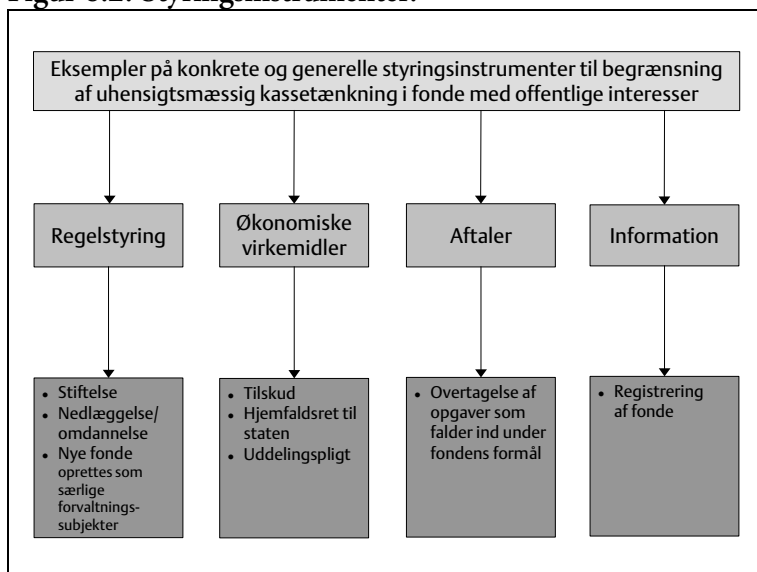 Eksempler på konkrete og generelle styringsinstrumenter til begrænsning
af uhensigtsmæssig kassetænkning i fonde med offentlige interesser
Regelstyring
Økonomiske
virkemidler
Aftaler
Information
• Stiftelse
• Nedlæggelse/
omdannelse
• Nye fonde
oprettes som
særlige
forvaltnings-
subjekter
• Tilskud
• Hjemfaldsret til
staten
• Uddelingspligt
• Overtagelse af
opgaver som
falder ind under
fondens formål
• Registrering
af fonde